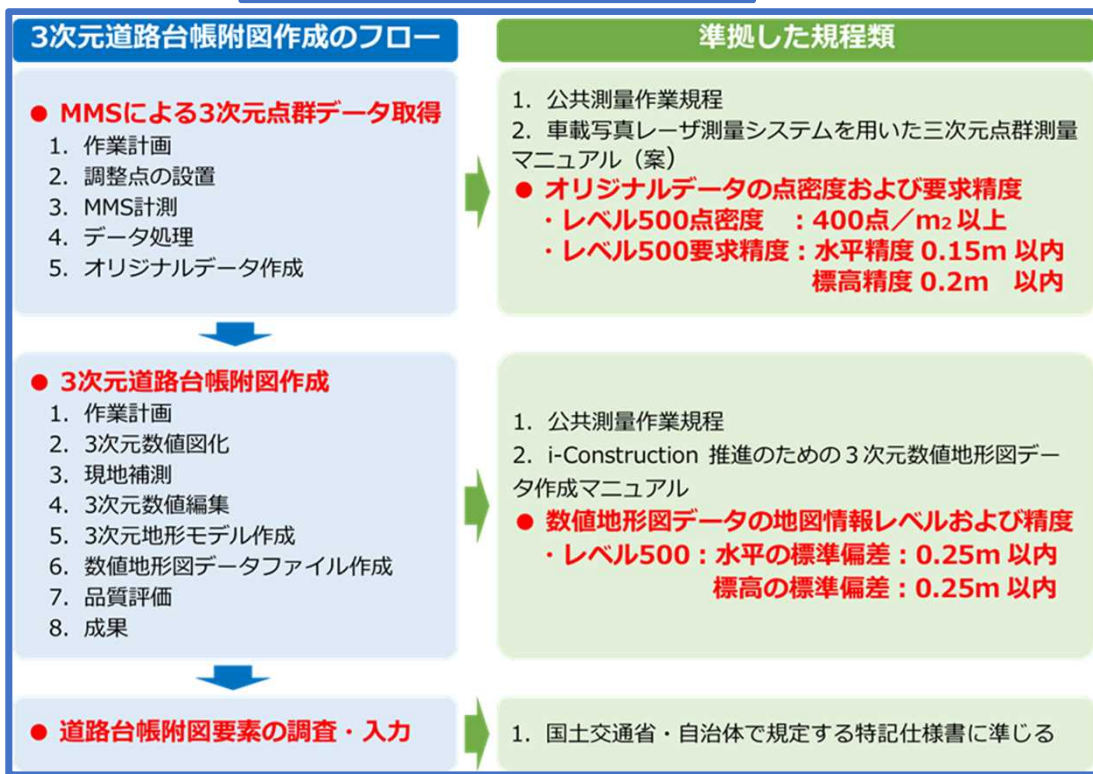 3次元道路台帳附図作成のフロー
準拠した規程類
● MMSによる3次元点群データ取得
1. 作業計画
2. 調整点の設置
3. MMS計測
4. データ処理
5. オリジナルデータ作成
1. 公共測量作業規程
2. 車載写真レーザ測量システムを用いた三次元点群測量
マニュアル（案）
● オリジナルデータの点密度および要求精度
・レベル500点密度 ：400点／m2 以上
・レベル500要求精度：水平精度 0.15m 以内
標高精度 0.2m 以内
● 3次元道路台帳附図作成
1. 作業計画
2. 3次元数値図化
3. 現地補測
4. 3次元数値編集
5. 3次元地形モデル作成
6. 数値地形図データファイル作成
7. 品質評価
8. 成果
1. 公共測量作業規程
2. i-Construction 推進のための３次元数値地形図デー
タ作成マニュアル
● 数値地形図データの地図情報レベルおよび精度
・レベル500：水平の標準偏差：0.25m 以内
標高の標準偏差：0.25m 以内
● 道路台帳附図要素の調査・入力
1. 国土交通省・自治体で規定する特記仕様書に準じる